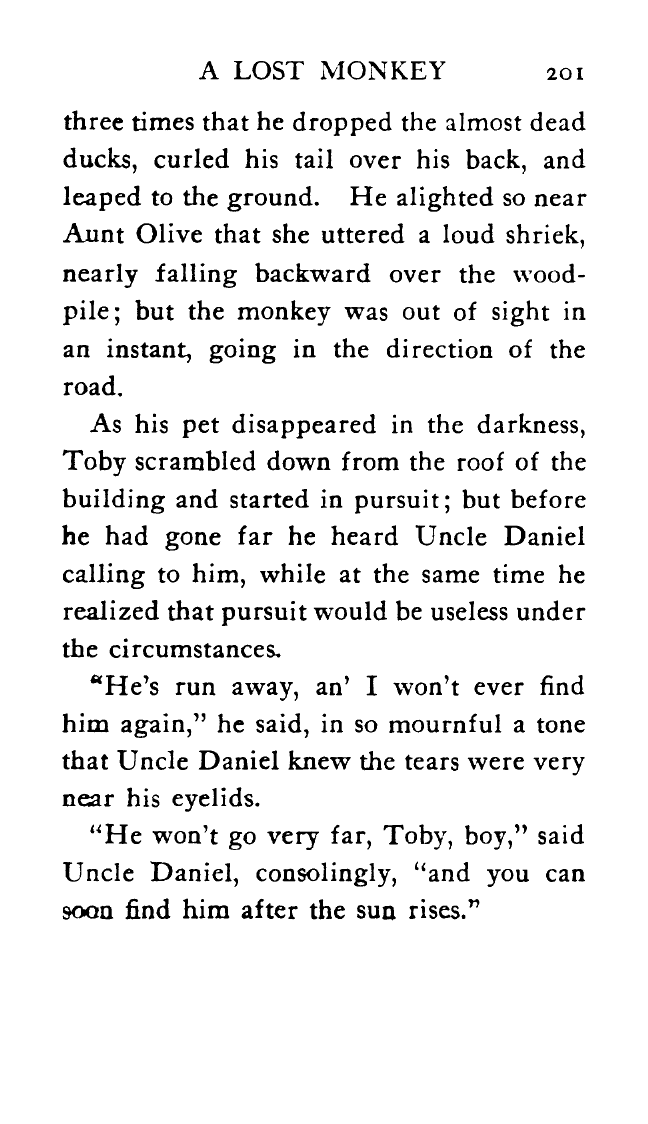 A LOST MONKEY 201
three times that he dropped the almost dead
ducks, curled his tail over his back, and
leaped to the ground. He alighted so near
Aunt Olive that she uttered a loud shriek,
nearly falling backward over the wood-
pile; but the monkey was out of sight in
an instant, going in the direction of the
road.
As his pet disappeared in the darkness,
Toby scrambled down from the roof of the
building and started in pursuit; but before
he had gone far he heard Uncle Daniel
calling to him, while at the same time he
realized that pursuit would be useless under
the circumstances.
“He’s run away, an’ I won’t ever find
him again,” he said, in so mournful a tone
that Uncle Daniel knew the tears were very
near his eyelids.
“He won’t go very far, Toby, boy,” said
Uncle Daniel, consolingly, “and you can
soon find him after the sun rises.”